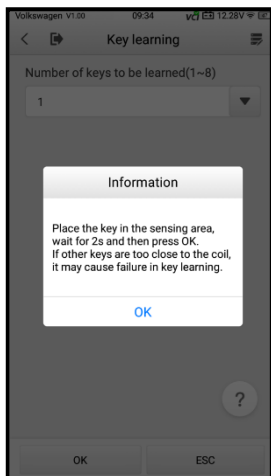 Volkswagen V1.00 09:34 VCI 12.28V
Key learning
Number of keys to be learned(1~8)
1
Information
Place the key in the sensing area,
wait for 2s and then press OK.
If other keys are too close to the coil,
it may cause failure in key learning.
OK
?
OK ESC